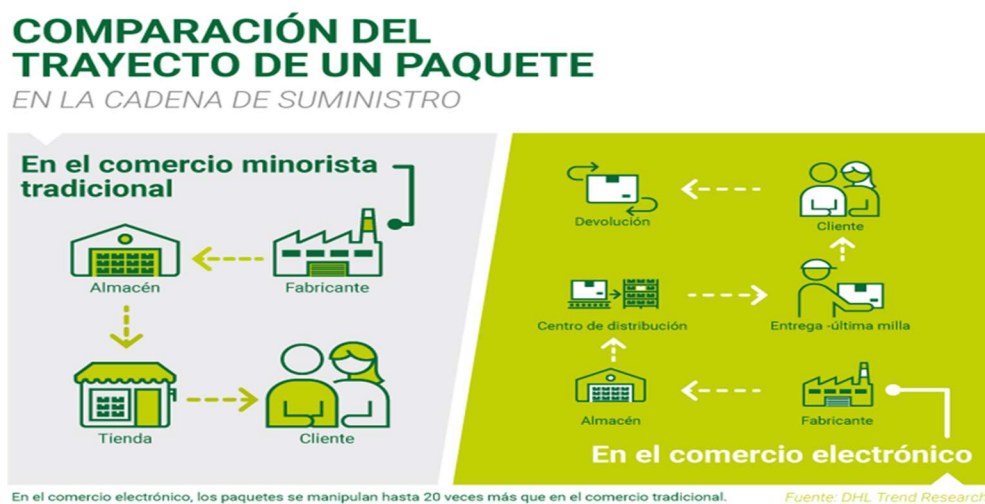 COMPARACIÓN DEL
TRAYECTO DE UN PAQUETE
EN LA CADENA DE SUMINISTRO
En el comercio minorista
tradicional
Almacén
Fabricante
Tienda
Cliente
Devolución
Cliente
Centro de distribución
Entrega -última milla
Almacén
Fabricante
En el comercio electrónico
En el comercio electrónico, los paquetes se manipulan hasta 20 veces más que en el comercio tradicional.
Fuente: DHL Trend Research